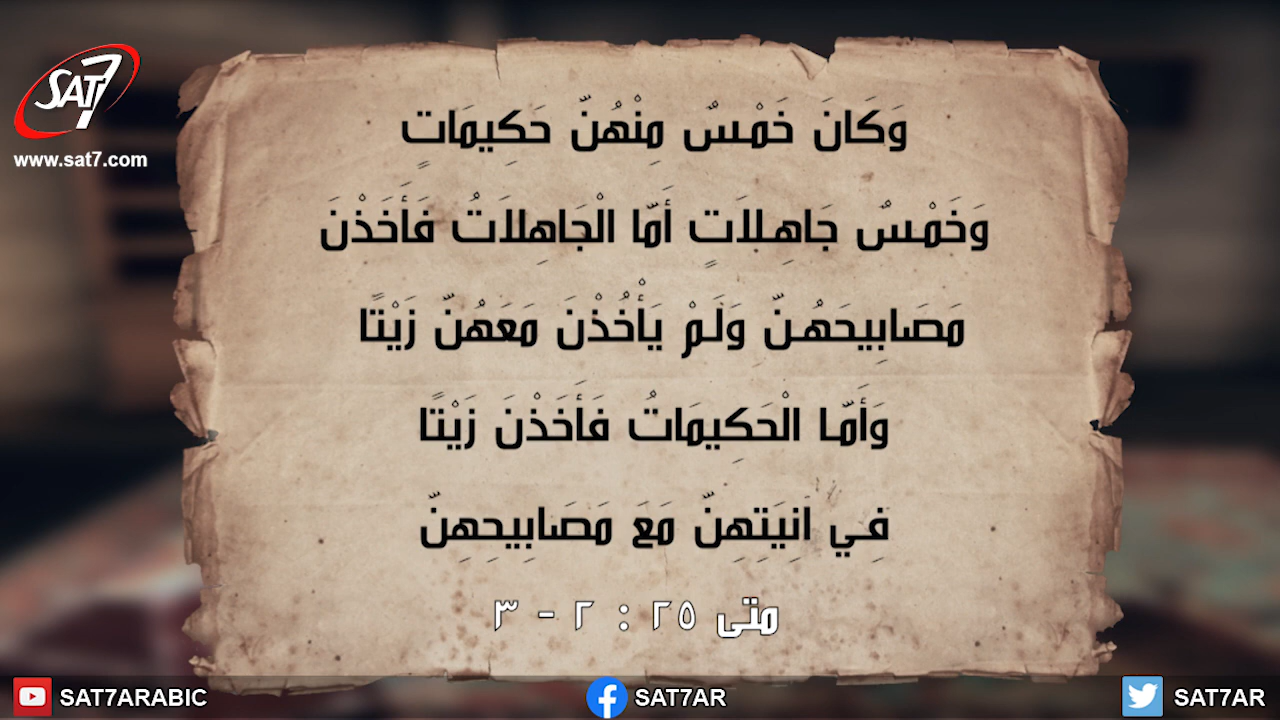 SAT7
www.sat7.com
وَكَانَ خَمْسٌ مِنْهُنَّ حَكِيمَاتٍ
وَخَمْسٌ جَاهِلاَتٍ أَمَّا الْجَاهِلاَتُ فَأَخَذْنَ
مَصَابِيحَهُنَّ وَلَمْ يَأْخُذْنَ مَعَهُنَّ زَيْتًا
وَأَمَّا الْحَكِيمَاتُ فَأَخَذْنَ زَيْتًا
فِي اَنِيَتِهِنَّ مَعَ مَصَابِيحِهِنَّ
متى ٢٥ : ٢ - ٣
SAT7ARABIC
SAT7AR
SAT7AR